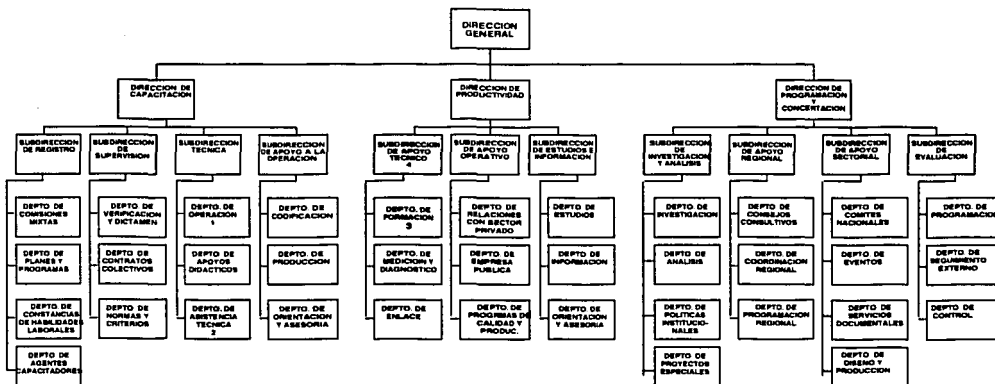 DIRECCION
GENERAL
DIRECCION DE
CAPACITACION
DIRECCION DE
PRODUCTIVIDAD
DIRECCION DE
PROGRAMACION
Y
CONCERTACION
SUBDIRECCION
DE REGISTRO
SUBDIRECCION
DE
SUPERVISION
SUBDIRECCION
TECNICA
SUBDIRECCION
DE APOYO A LA
OPERACION
SUBDIRECCION
DE APOYO
TECNICO
4
SUBDIRECCION
DE APOYO
OPERATIVO
SUBDIRECCION
DE ESTUDIOS E
INFORMACION
SUBDIRECCION
DE
INVESTIGACION
Y ANALISIS
SUBDIRECCION
DE APOYO
REGIONAL
SUBDIRECCION
DE APOYO
SECTORIAL
SUBDIRECCION
DE
EVALUACION
DEPTO DE
COMISIONES
MIXTAS
DEPTO DE
VERIFICACION
Y DICTAMEN
DEPTO. DE
OPERACION
1
DEPTO. DE
CODIFICACION
DEPTO. DE
FORMACION
3
DEPTO DE
RELACIONES
CON SECTOR
PRIVADO
DEPTO DE
ESTUDIOS
DEPTO DE
INVESTIGACION
DEPTO DE
CONSEJOS
CONSULTIVOS
DEPTO DE
COMITES
NACIONALES
DEPTO. DE
PROGRAMACION
DEPTO DE
PLANES Y
PROGRAMAS
DEPTO DE
CONTRATOS
COLECTIVOS
DEPTO DE
APOYOS
DIDACTICOS
DEPTO. DE
PRODUCCION
DEPTO. DE
MEDICION Y
DIAGNOSTICO
DEPTO DE
EMPRESA
PUBLICA
DEPTO DE
INFORMACION
DEPTO DE
ANALISIS
DEPTO. DE
COORDINACION
REGIONAL
DEPTO DE
EVENTOS
DEPTO DE
SEGUIMIENTO
EXTERNO
DEPTO DE
CONSTANCIAS
DE HABILIDADES
LABORALES
DEPTO DE
NORMAS Y
CRITERIOS
DEPTO. DE
ASISTENCIA
TECNICA
2
DEPTO. DE
ORIENTACION
Y ASESORIA
DEPTO. DE
ENLACE
DEPTO DE
PROGRMAS DE
CALIDAD Y
PRODUC.
DEPTO. DE
ORIENTACION
Y ASESORIA
DEPTO. DE
POLITICAS
INSTITUCIO-
NALES
DEPTO. DE
PROGRAMACION
REGIONAL
DEPTO DE
SERVICIOS
DOCUMENTALES
DEPTO DE
CONTROL
DEPTO DE
AGENTES
CAPACITADORES
DEPTO DE
PROYECTOS
ESPECIALES
DEPTO DE
DISENO Y
PRODUCCION